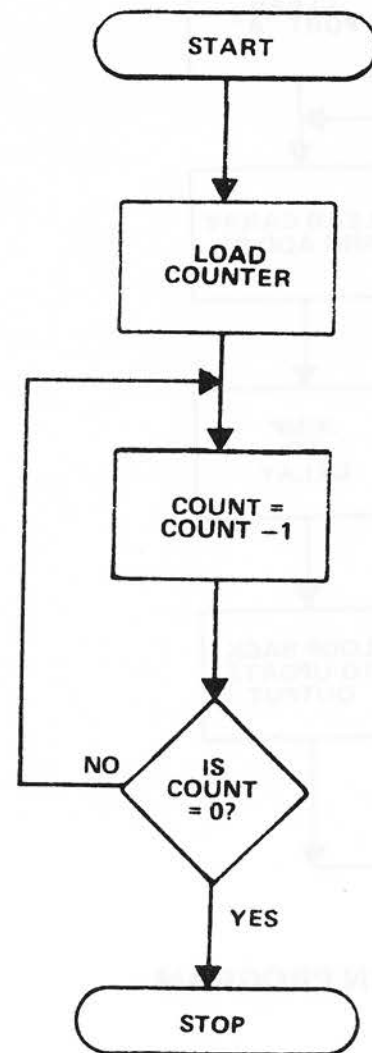 START
LOAD
COUNTER
COUNT =
COUNT –1
NO
IS
COUNT
= 0?
YES
STOP